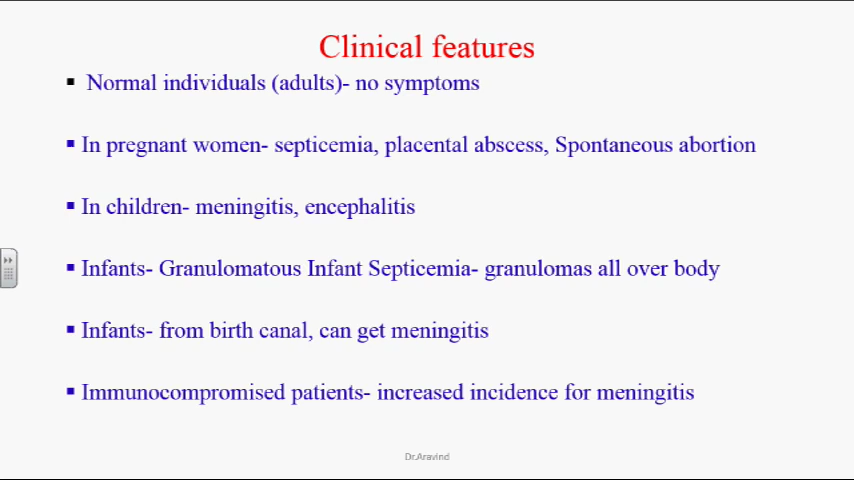 Clinical features
▪ Normal individuals (adults)- no symptoms
▪ In pregnant women- septicemia, placental abscess, Spontaneous abortion
▪ In children- meningitis, encephalitis
▪ Infants- Granulomatous Infant Septicemia- granulomas all over body
▪ Infants- from birth canal, can get meningitis
▪ Immunocompromised patients- increased incidence for meningitis
Dr.Aravind